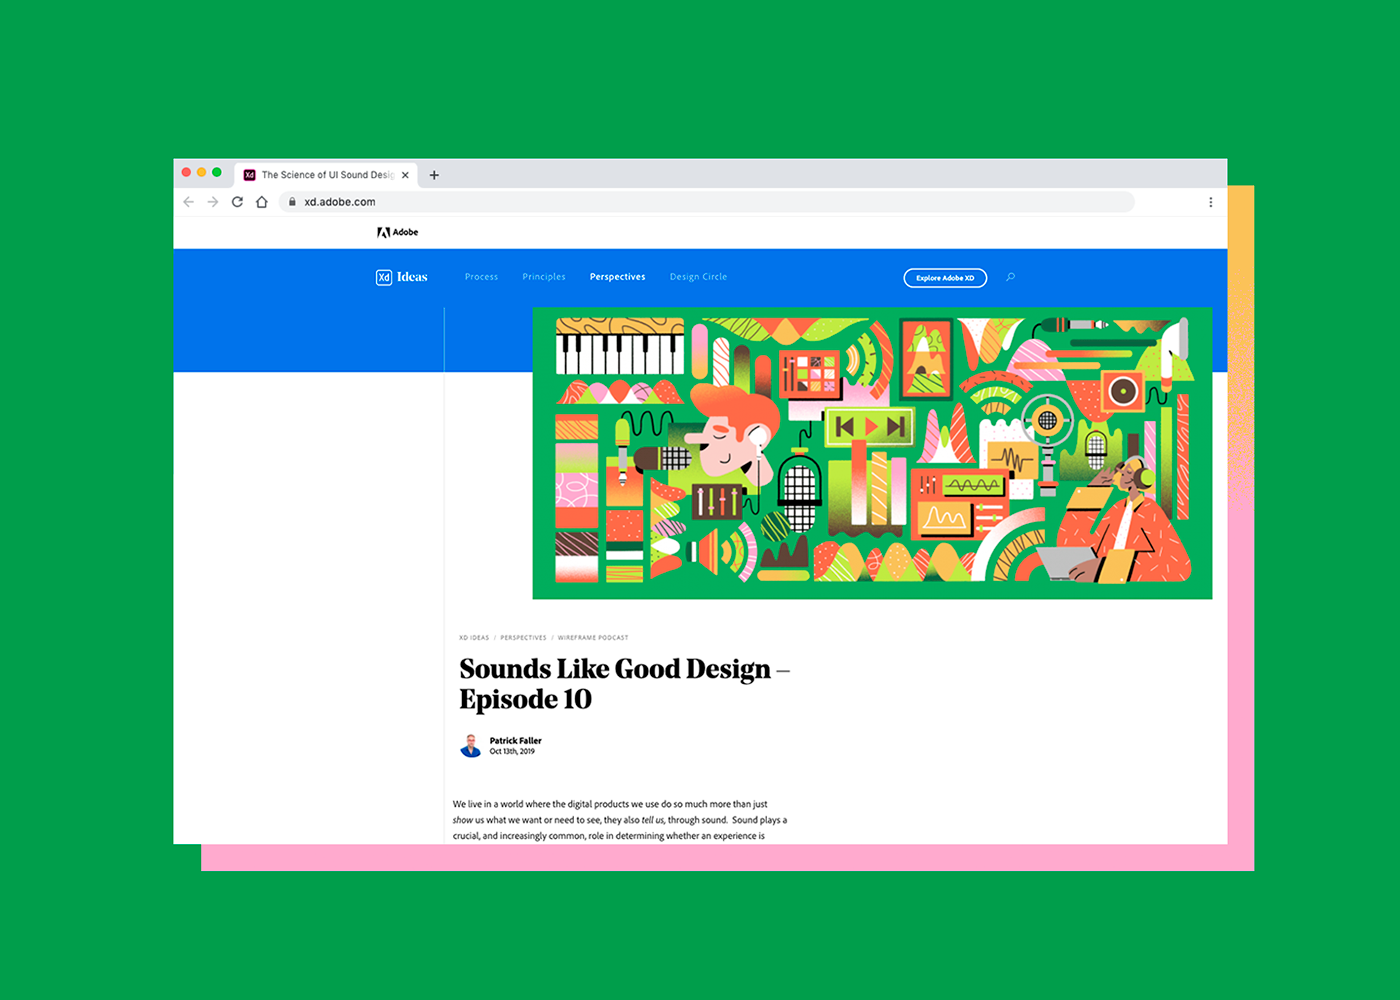 Xd The Science of UI Sound Desig
xd.adobe.com
Adobe
Xd Ideas Process Principles Perspectives Design Circle Explore Adobe XD
XD IDEAS / PERSPECTIVES / WIREFRAME PODCAST
Sounds Like Good Design –
Episode 10
Patrick Faller
Oct 13th, 2019
We live in a world where the digital products we use do so much more than just
show us what we want or need to see, they also tell us, through sound. Sound plays a
crucial, and increasingly common, role in determining whether an experience is